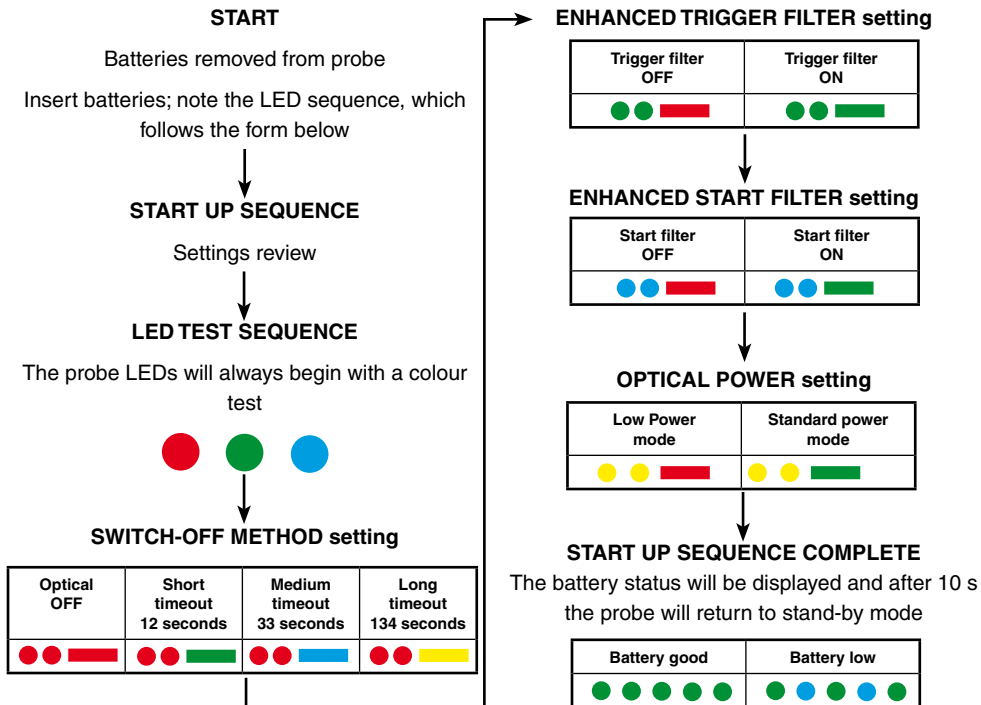 START
Batteries removed from probe
Insert batteries; note the LED sequence, which
follows the form below
START UP SEQUENCE
Settings review
LED TEST SEQUENCE
The probe LEDs will always begin with a colour
test
SWITCH-OFF METHOD setting
Optical
OFF
Short
timeout
12 seconds
Medium
timeout
33 seconds
Long
timeout
134 seconds
ENHANCED TRIGGER FILTER setting
Trigger filter
OFF
Trigger filter
ON
ENHANCED START FILTER setting
Start filter
OFF
Start filter
ON
OPTICAL POWER setting
Low Power
mode
Standard power
mode
START UP SEQUENCE COMPLETE
The battery status will be displayed and after 10 s
the probe will return to stand-by mode
Battery good
Battery low